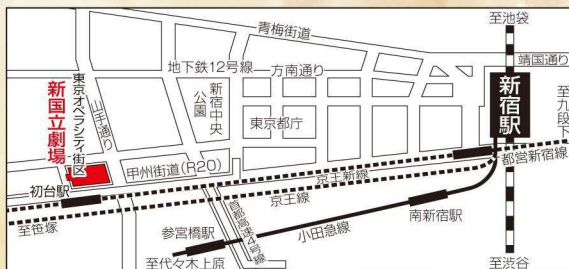 至池袋
青梅街道
靖国通り
地下鉄12号線
方南通り
新宿駅
至九段下
新宿中央公園
東京都庁
山手通り
東京オペラシティ街区
新国立劇場
甲州街道(R20)
都営新宿線
初台駅
京王新線
京王線
首都高速4号線
至笹塚
参宮橋駅
小田急線
南新宿駅
至代々木上原
至渋谷